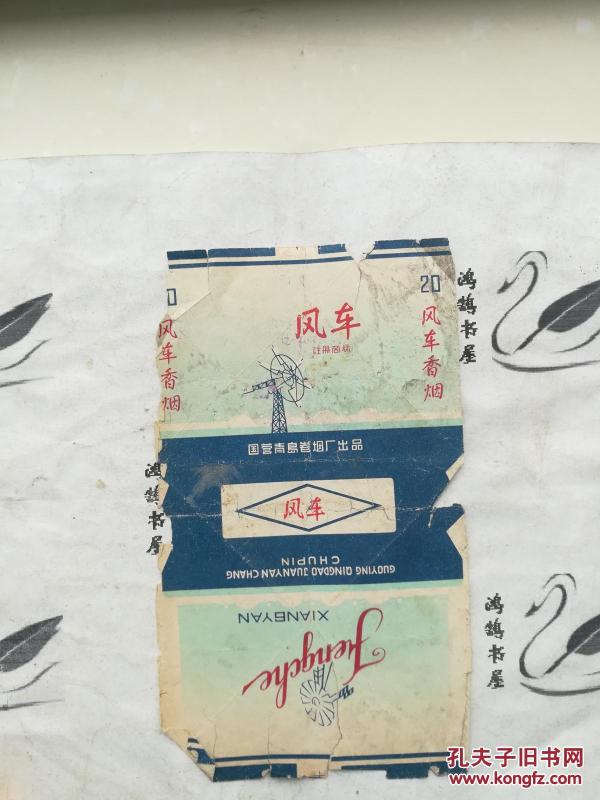 20
风车
注册商标
风车香烟
风车香烟
国营青島卷烟厂出品
风车
GUOYING QINGDAO JUANYAN CHANG
CHUPIN
XIANGYAN
Fengche
鸿鹄书屋
鸿鹄书屋
鸿鹄书屋
孔夫子旧书网
www.kongfz.com